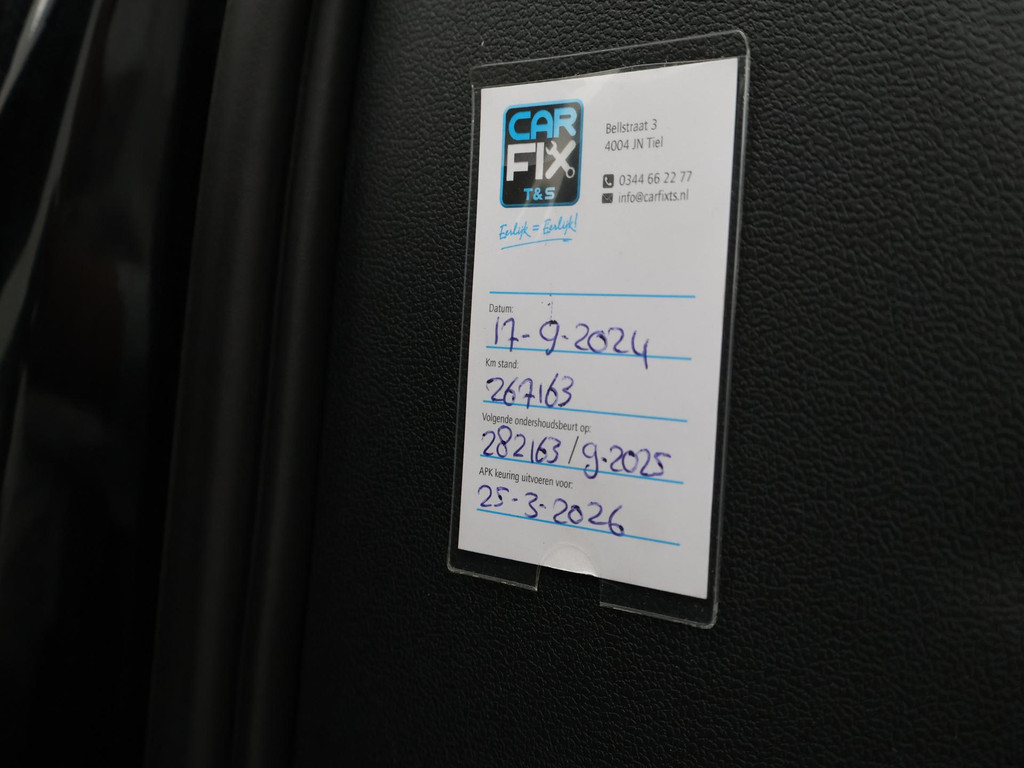 CAR
FIX
T&S
Eerlijk = Eerlijk!
Bellstraat 3
4004 JN Tiel
0344 66 22 77
info@carfixts.nl
Datum:
17-9-2024
Km stand:
267163
Volgende ondershoudsbeurt op:
282163/9-2025
APK keuring uitvoeren voor:
25-3-2026